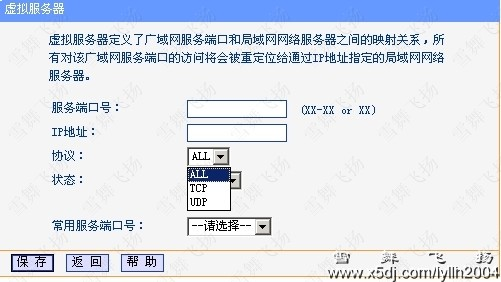 虚拟服务器
虚拟服务器定义了广域网服务端口和局域网网络服务器之间的映射关系，所
有对该广域网服务端口的访问将会被重定位给通过IP地址指定的局域网网络
服务器。
服务端口号： (XX-XX or XX)
IP地址：
协议： ALL
ALL
状态：
TCP
UDP
常用服务端口号： --请选择--
保 存 返 回 帮 助
雪 舞 飞 扬
www.x5dj.com/lyllh2004